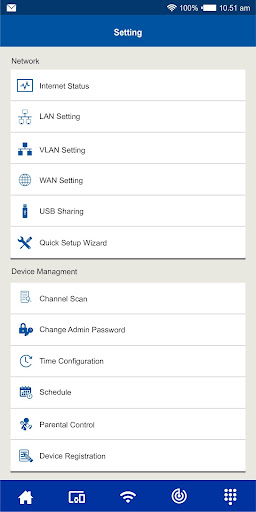 100% 10.51 am
Setting
Network
Internet Status
LAN Setting
VLAN Setting
WAN Setting
USB Sharing
Quick Setup Wizard
Device Managment
Channel Scan
Change Admin Password
Time Configuration
Schedule
Parental Control
Device Registration